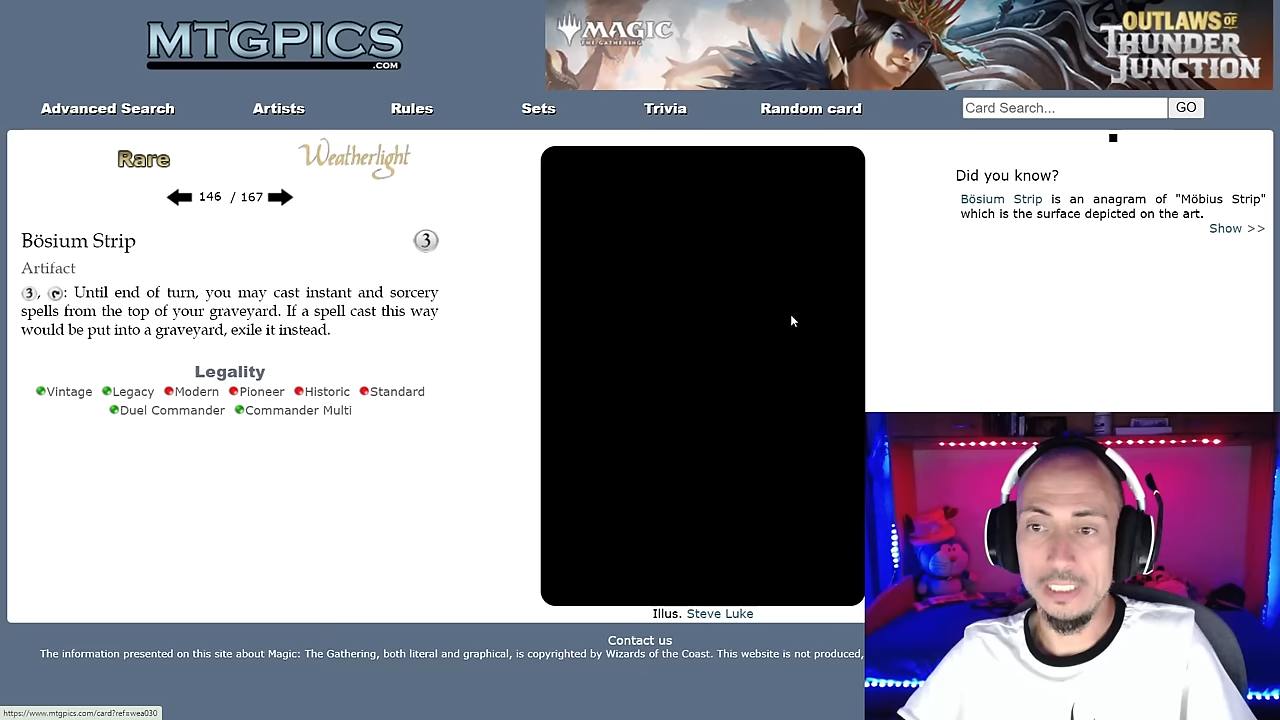 MTGPICS
.COM
MAGIC
THE GATHERING
OUTLAWS OF
THUNDER
JUNCTION
Advanced Search
Artists
Rules
Sets
Trivia
Random card
Card Search...
GO
Rare
Weatherlight
146 / 167
Bösium Strip
3
Artifact
3, : Until end of turn, you may cast instant and sorcery
spells from the top of your graveyard. If a spell cast this way
would be put into a graveyard, exile it instead.
Legality
Vintage Legacy Modern Pioneer Historic Standard
Duel Commander Commander Multi
Illus. Steve Luke
Did you know?
Bösium Strip is an anagram of "Möbius Strip"
which is the surface depicted on the art.
Show >>
Contact us
The information presented on this site about Magic: The Gathering, both literal and graphical, is copyrighted by Wizards of the Coast. This website is not produced,
https://www.mtgpics.com/card?ref=wea030